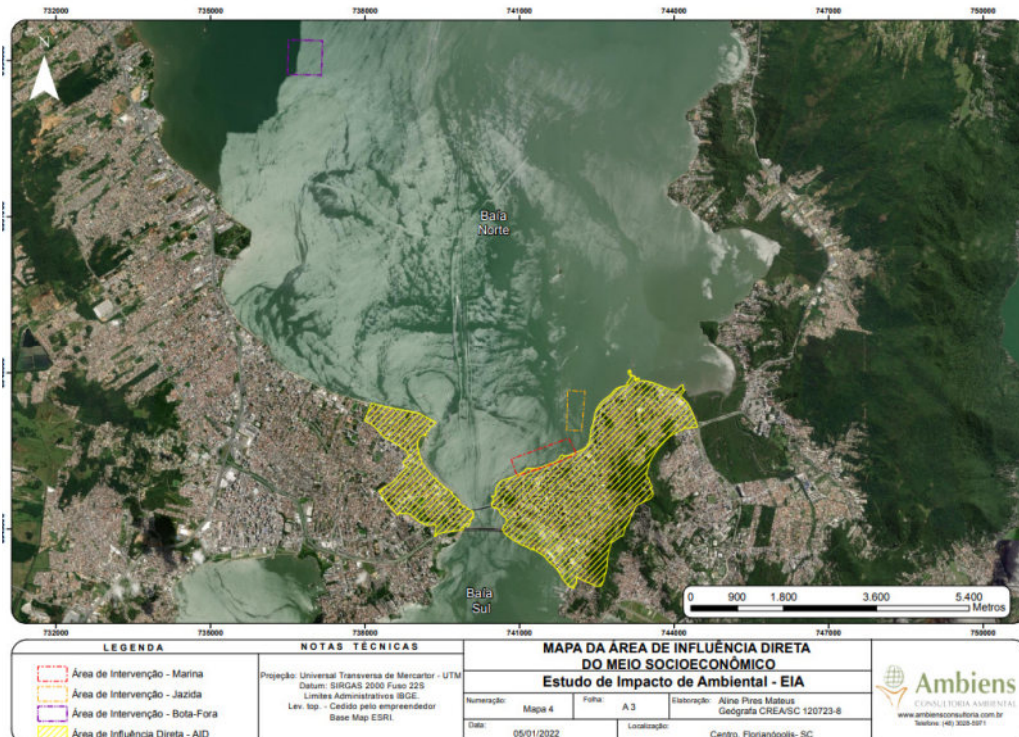 732000 735000 738000 741000 744000 747000 750000
N
Baía
Norte
Baía
Sul
0 900 1.800 3.600 5.400
Metros
732000 735000 738000 741000 744000 747000 750000
LEGENDA
Área de Intervenção - Marina
Área de Intervenção - Jazida
Área de Intervenção - Bota-Fora
Área de Influência Direta - AID
NOTAS TÉCNICAS
Projeção: Universal Transversa de Mercartor - UTM
Datum: SIRGAS 2000 Fuso 22S
Limites Administrativos IBGE.
Lev. top. - Cedido pelo empreendedor
Base Map ESRI.
MAPA DA ÁREA DE INFLUÊNCIA DIRETA
DO MEIO SOCIOECONÔMICO
Estudo de Impacto de Ambiental - EIA
Numeração: Mapa 4
Folha: A 3
Elaboração: Aline Pires Mateus
Geógrafa CREA/SC 120723-8
Data: 05/01/2022
Localização: Centro, Florianópolis- SC
Ambiens
CONSULTORIA AMBIENTAL
www.ambiensconsultoria.com.br